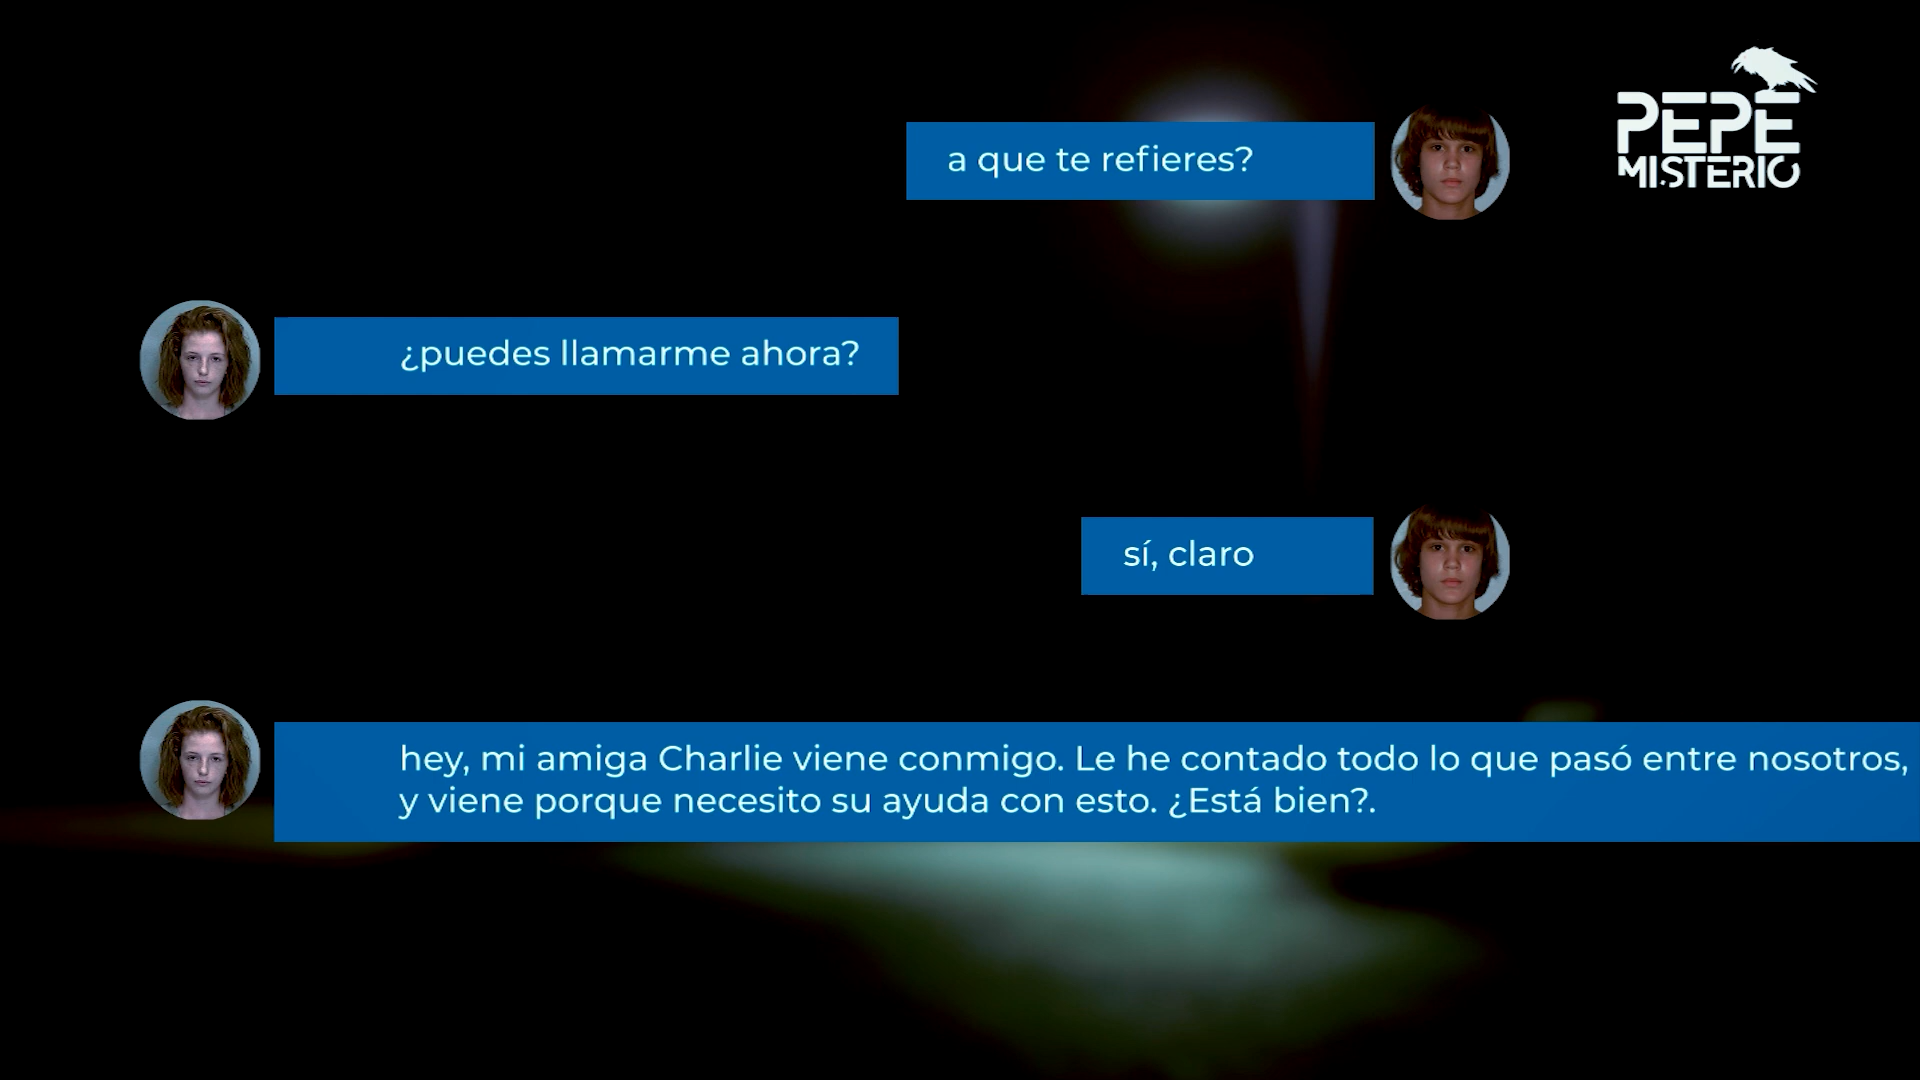 PEPE
MISTERIO
a que te refieres?
¿puedes llamarme ahora?
sí, claro
hey, mi amiga Charlie viene conmigo. Le he contado todo lo que pasó entre nosotros,
y viene porque necesito su ayuda con esto. ¿Está bien?.